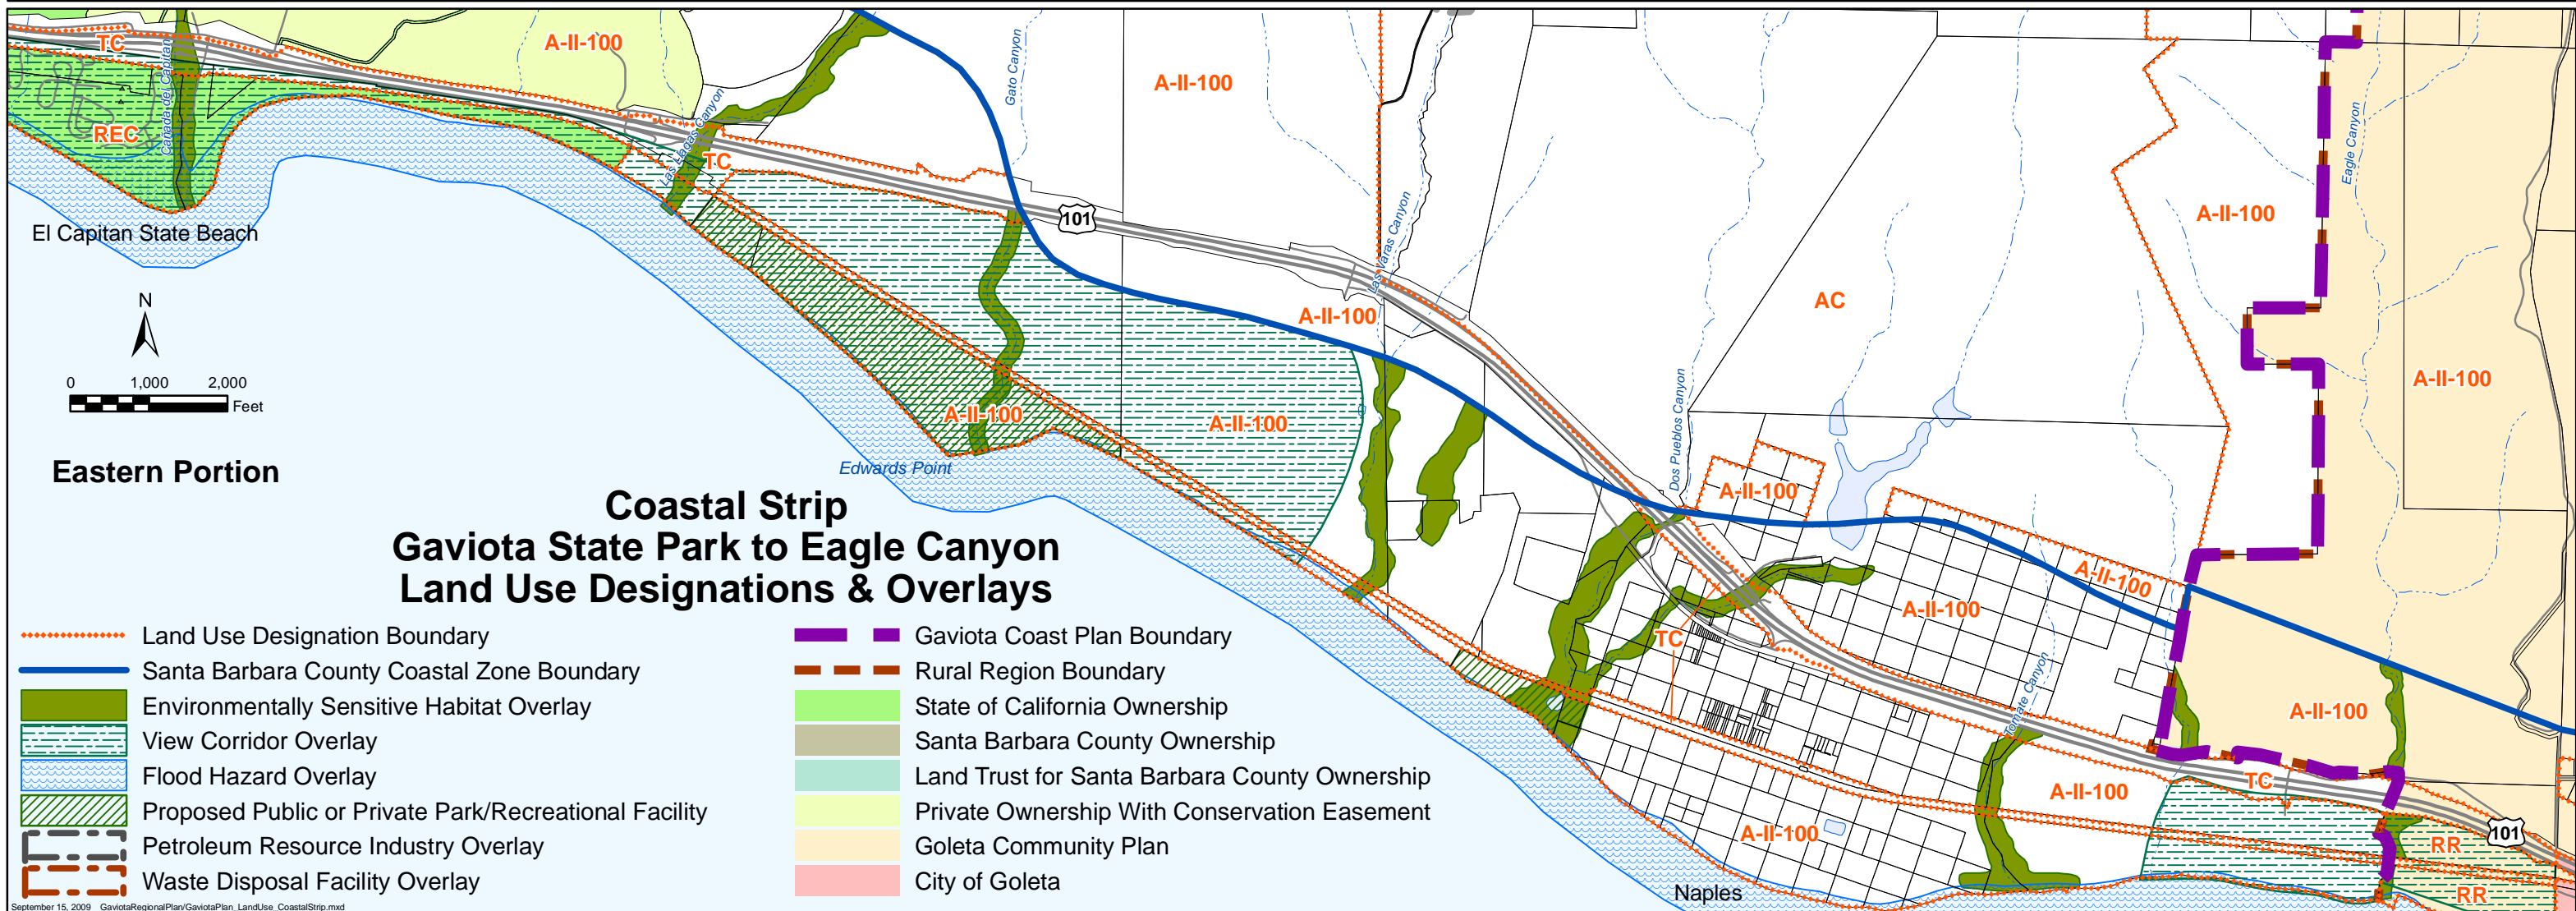 TC
Cañada del Capitan
REC
A-II-100
Las Llagas Canyon
TC
Gato Canyon
A-II-100
101
Las Varas Canyon
A-II-100
Dos Pueblos Canyon
AC
A-II-100
Eagle Canyon
A-II-100
El Capitan State Beach
N
0 1,000 2,000
Feet
Eastern Portion
A-II-100
A-II-100
Edwards Point
A-II-100
A-II-100
A-II-100
TC
Tomate Canyon
A-II-100
A-II-100
TC
A-II-100
101
RR
RR
Naples
Coastal Strip
Gaviota State Park to Eagle Canyon
Land Use Designations & Overlays
Land Use Designation Boundary
Santa Barbara County Coastal Zone Boundary
Environmentally Sensitive Habitat Overlay
View Corridor Overlay
Flood Hazard Overlay
Proposed Public or Private Park/Recreational Facility
Petroleum Resource Industry Overlay
Waste Disposal Facility Overlay
Gaviota Coast Plan Boundary
Rural Region Boundary
State of California Ownership
Santa Barbara County Ownership
Land Trust for Santa Barbara County Ownership
Private Ownership With Conservation Easement
Goleta Community Plan
City of Goleta
September 15, 2009 GaviotaRegionalPlan/GaviotaPlan_LandUse_CoastalStrip.mxd
A-II-100